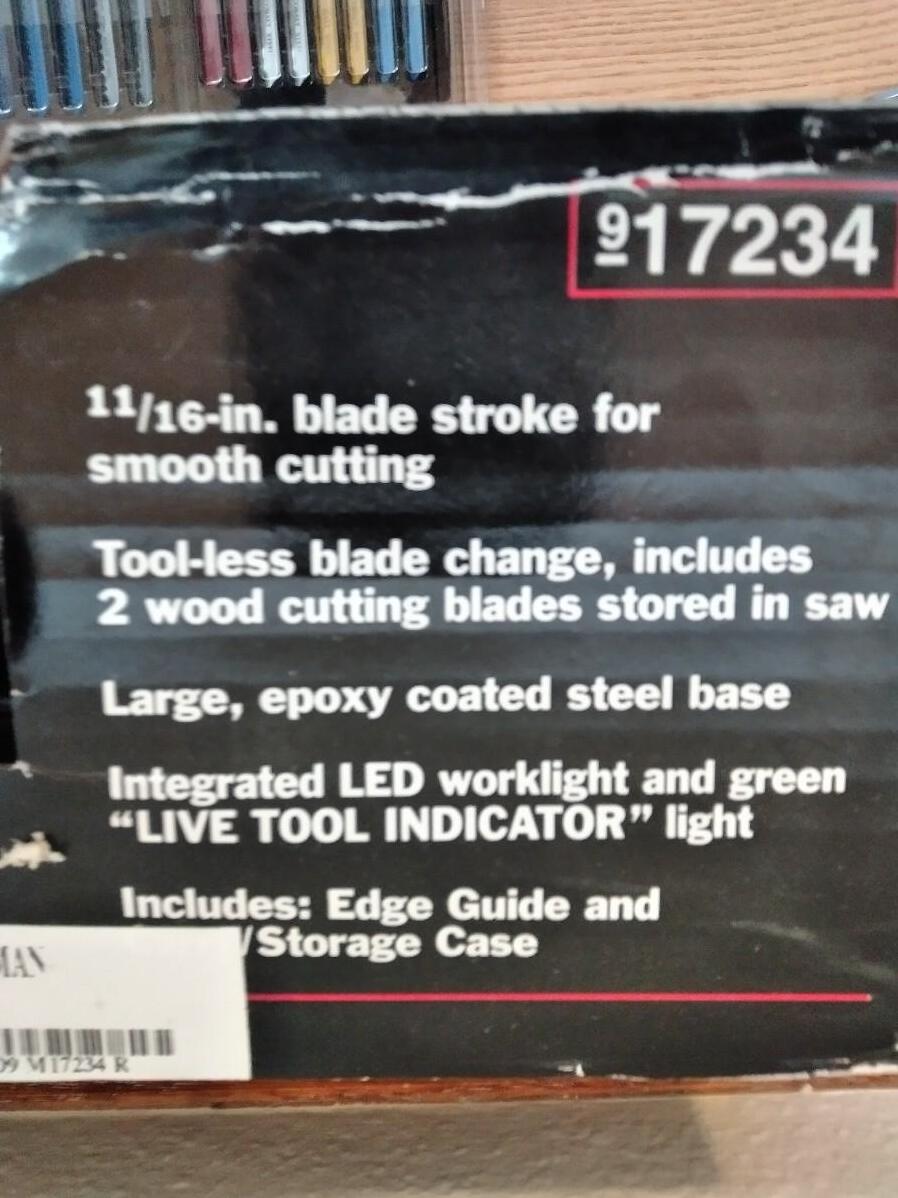 917234
11/16-in. blade stroke for
smooth cutting
Tool-less blade change, includes
2 wood cutting blades stored in saw
Large, epoxy coated steel base
Integrated LED worklight and green
“LIVE TOOL INDICATOR” light
Includes: Edge Guide and
/Storage Case
MAN
09 M17234 R